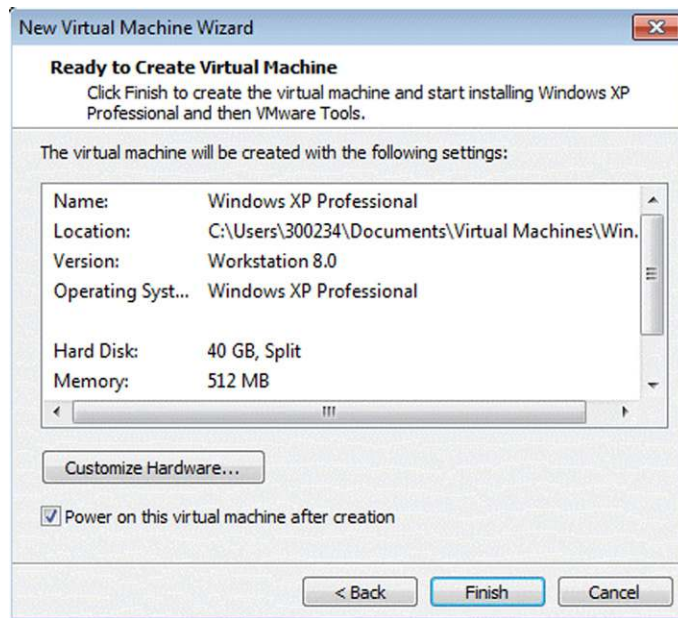 New Virtual Machine Wizard
Ready to Create Virtual Machine
Click Finish to create the virtual machine and start installing Windows XP
Professional and then VMware Tools.
The virtual machine will be created with the following settings:
Name: Windows XP Professional
Location: C:\Users\300234\Documents\Virtual Machines\Win.
Version: Workstation 8.0
Operating Syst... Windows XP Professional
Hard Disk: 40 GB, Split
Memory: 512 MB
Customize Hardware...
Power on this virtual machine after creation
< Back Finish Cancel